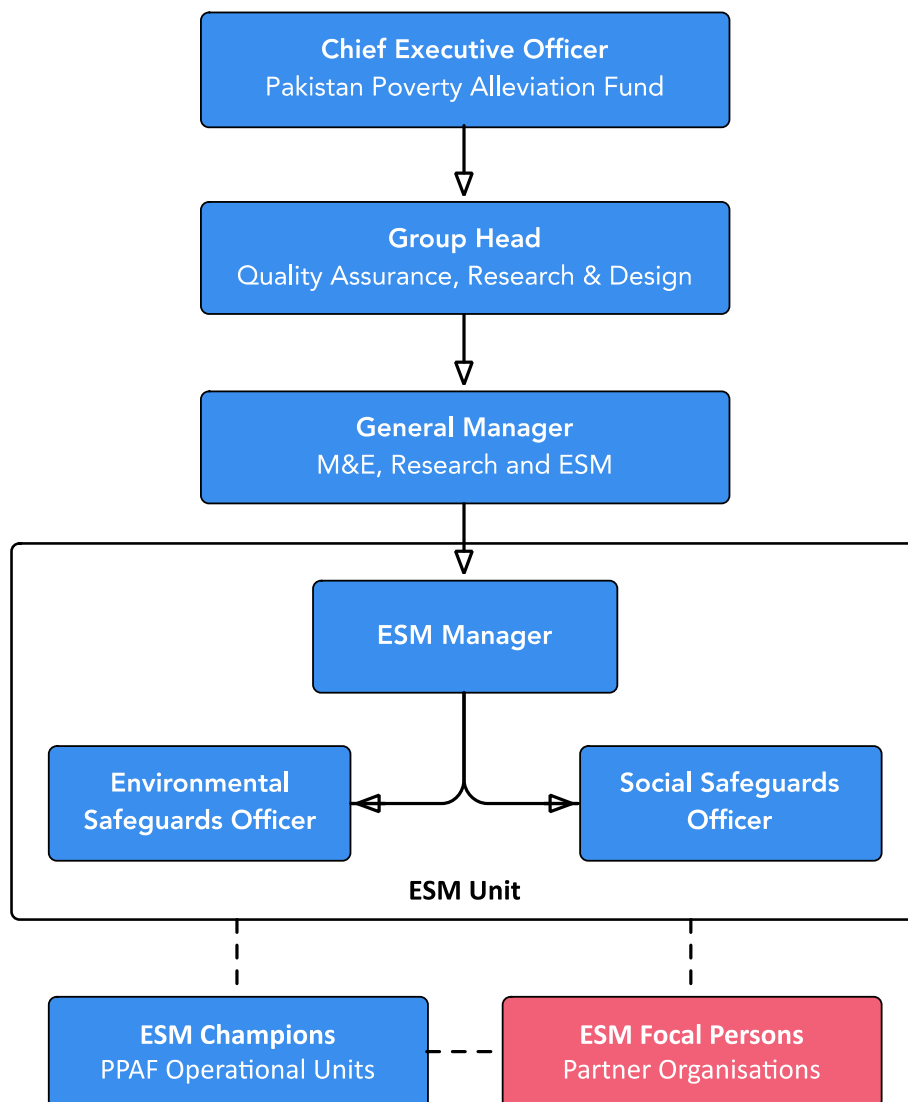 Chief Executive Officer
Pakistan Poverty Alleviation Fund
Group Head
Quality Assurance, Research & Design
General Manager
M&E, Research and ESM
ESM Manager
Environmental
Safeguards Officer
Social Safeguards
Officer
ESM Unit
ESM Champions
PPAF Operational Units
ESM Focal Persons
Partner Organisations